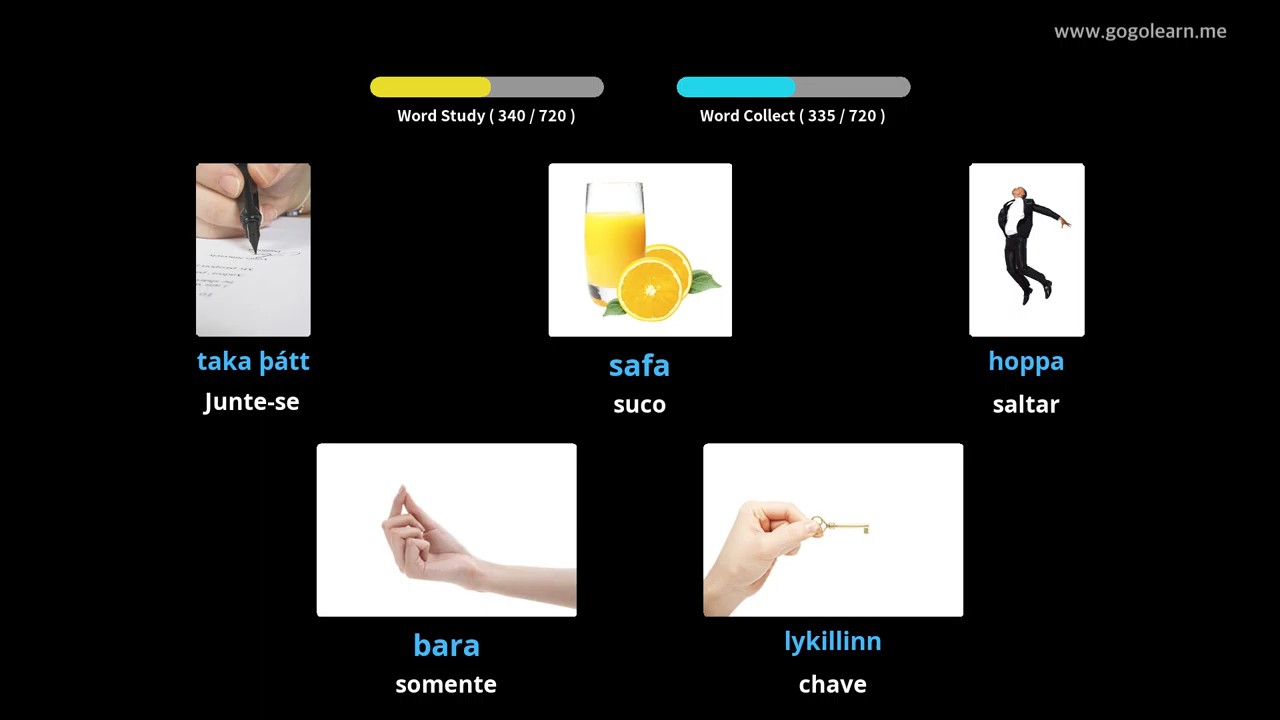 www.gogolearn.me
Word Study ( 340 / 720 )
Word Collect ( 335 / 720 )
taka þátt
Junte-se
safa
suco
hoppa
saltar
bara
somente
lykillinn
chave